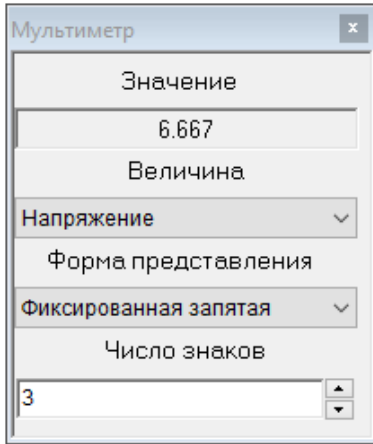 Мультиметр
Значение
6.667
Величина
Напряжение
Форма представления
Фиксированная запятая
Число знаков
3